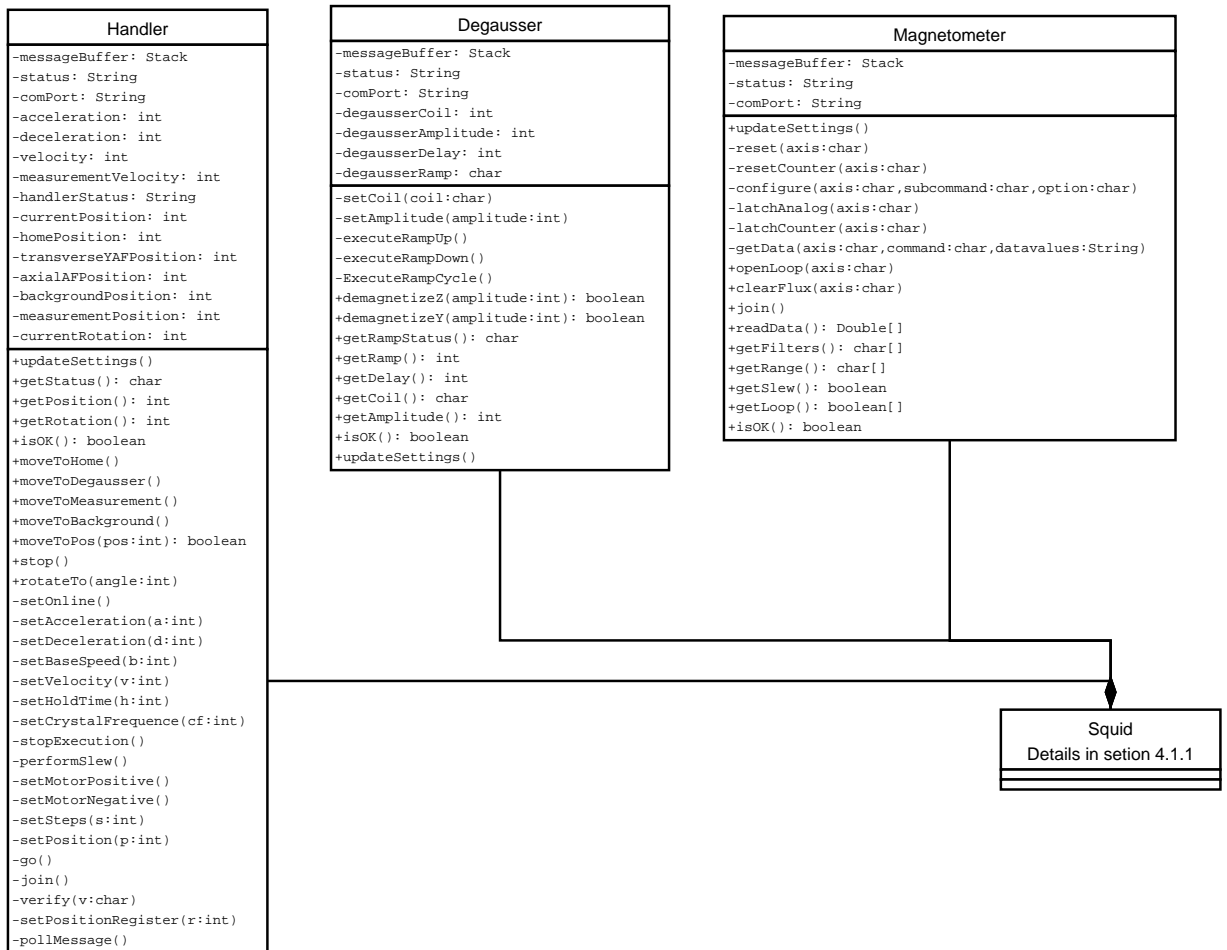 Handler
-messageBuffer: Stack
-status: String
-comPort: String
-acceleration: int
-deceleration: int
-velocity: int
-measurementVelocity: int
-handlerStatus: String
-currentPosition: int
-homePosition: int
-transverseYAFPosition: int
-axialAFPosition: int
-backgroundPosition: int
-measurementPosition: int
-currentRotation: int
+updateSettings()
+getStatus(): char
+getPosition(): int
+getRotation(): int
+isOK(): boolean
+moveToHome()
+moveToDegausser()
+moveToMeasurement()
+moveToBackground()
+moveToPos(pos:int): boolean
+stop()
+rotateTo(angle:int)
-setOnline()
-setAcceleration(a:int)
-setDeceleration(d:int)
-setBaseSpeed(b:int)
-setVelocity(v:int)
-setHoldTime(h:int)
-setCrystalFrequence(cf:int)
-stopExecution()
-performSlew()
-setMotorPositive()
-setMotorNegative()
-setSteps(s:int)
-setPosition(p:int)
-go()
-join()
-verify(v:char)
-setPositionRegister(r:int)
-pollMessage()
Degausser
-messageBuffer: Stack
-status: String
-comPort: String
-degausserCoil: int
-degausserAmplitude: int
-degausserDelay: int
-degausserRamp: char
-setCoil(coil:char)
-setAmplitude(amplitude:int)
-executeRampUp()
-executeRampDown()
-ExecuteRampCycle()
+demagnetizeZ(amplitude:int): boolean
+demagnetizeY(amplitude:int): boolean
+getRampStatus(): char
+getRamp(): int
+getDelay(): int
+getCoil(): char
+getAmplitude(): int
+isOK(): boolean
+updateSettings()
Magnetometer
-messageBuffer: Stack
-status: String
-comPort: String
+updateSettings()
-reset(axis:char)
-resetCounter(axis:char)
-configure(axis:char,subcommand:char,option:char)
-latchAnalog(axis:char)
-latchCounter(axis:char)
-getData(axis:char,command:char,datavalues:String)
+openLoop(axis:char)
+clearFlux(axis:char)
+join()
+readData(): Double[]
+getFilters(): char[]
+getRange(): char[]
+getSlew(): boolean
+getLoop(): boolean[]
+isOK(): boolean
Squid
Details in setion 4.1.1